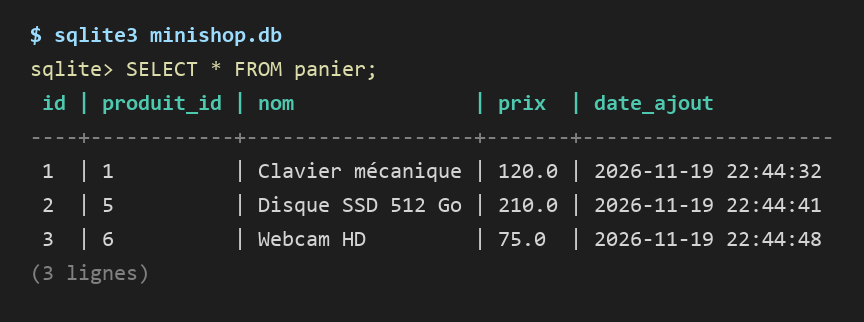 $ sqlite3 minishop.db
sqlite> SELECT * FROM panier;
 id | produit_id | nom               | prix  | date_ajout
----+------------+-------------------+-------+---------------------
 1  | 1          | Clavier mécanique | 120.0 | 2026-11-19 22:44:32
 2  | 5          | Disque SSD 512 Go | 210.0 | 2026-11-19 22:44:41
 3  | 6          | Webcam HD         | 75.0  | 2026-11-19 22:44:48
(3 lignes)